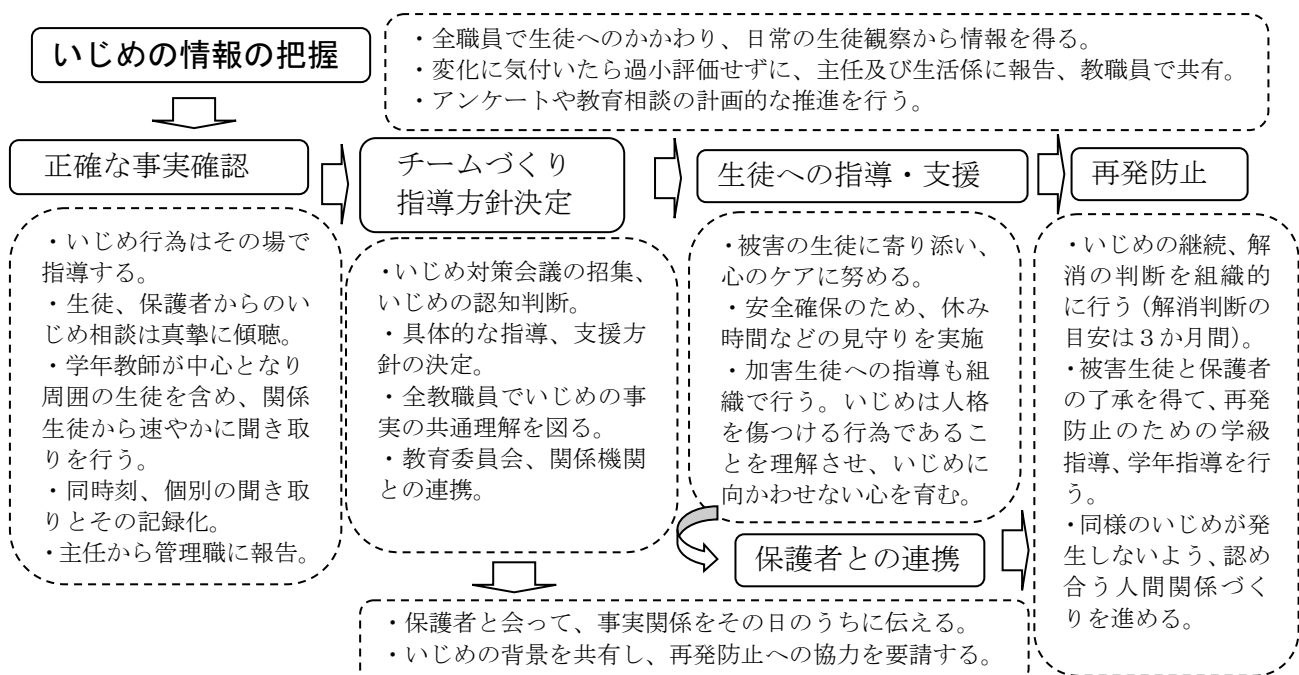 いじめの情報の把握
・全職員で生徒へのかかわり、日常の生徒観察から情報を得る。
・変化に気付いたら過小評価せずに、主任及び生活係に報告、教職員で共有。
・アンケートや教育相談の計画的な推進を行う。
正確な事実確認
・いじめ行為はその場で
指導する。
・生徒、保護者からのい
じめ相談は真摯に傾聴。
・学年教師が中心となり
周囲の生徒を含め、関係
生徒から速やかに聞き取
りを行う。
・同時刻、個別の聞き取
りとその記録化。
・主任から管理職に報告。
チームづくり
指導方針決定
・いじめ対策会議の招集、
いじめの認知判断。
・具体的な指導、支援方
針の決定。
・全教職員でいじめの事
実の共通理解を図る。
・教育委員会、関係機関
との連携。
生徒への指導・支援
・被害の生徒に寄り添い、
心のケアに努める。
・安全確保のため、休み
時間などの見守りを実施
・加害生徒への指導も組
織で行う。いじめは人格
を傷つける行為であるこ
とを理解させ、いじめに
向かわせない心を育む。
保護者との連携
・保護者と会って、事実関係をその日のうちに伝える。
・いじめの背景を共有し、再発防止への協力を要請する。
再発防止
・いじめの継続、解
消の判断を組織的
に行う（解消判断の
目安は３か月間）。
・被害生徒と保護者
の了承を得て、再発
防止のための学級
指導、学年指導を行
う。
・同様のいじめが発
生しないよう、認め
合う人間関係づく
りを進める。